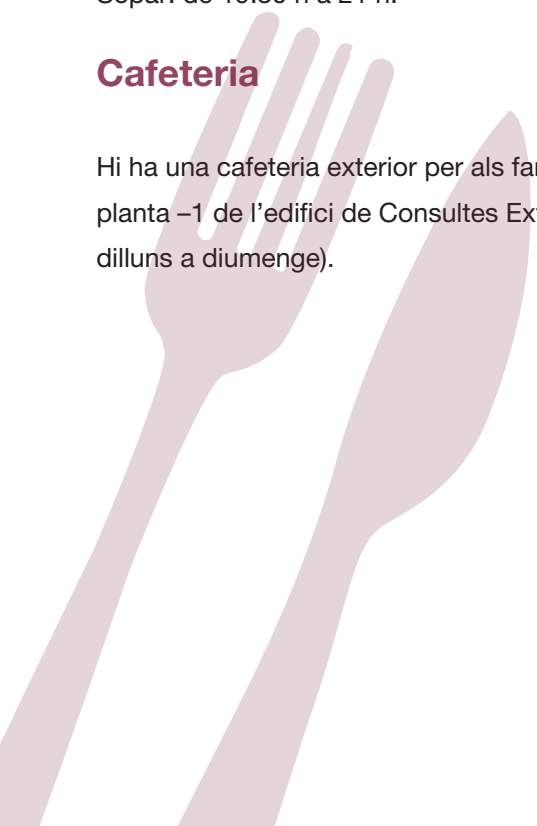 Cafeteria
Hi ha una cafeteria exterior per als
planta –1 de l’edifici de Consultes
dilluns a diumenge).